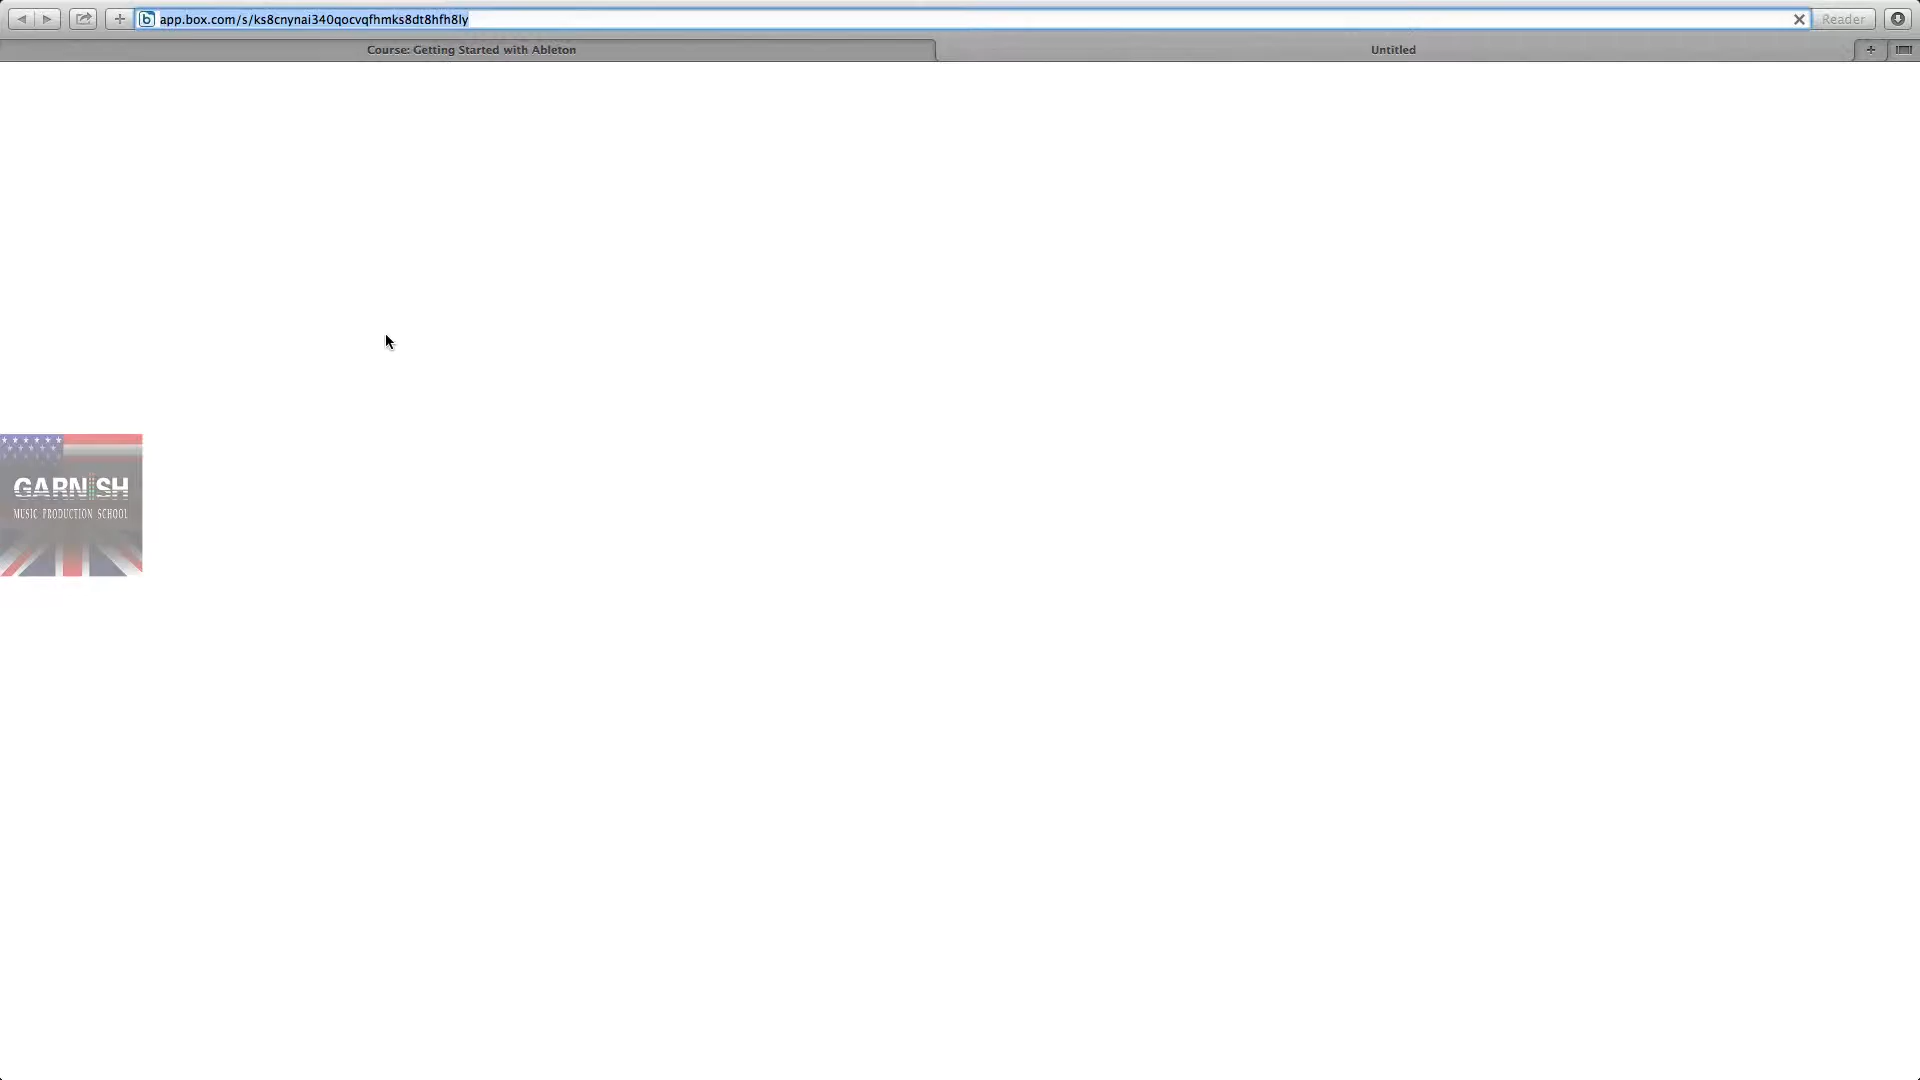 app.box.com/s/ks8cnynai340qocvqfhmks8dt8hfh8ly
Reader
Course: Getting Started with Ableton
Untitled
GARNISH
MUSIC PRODUCTION SCHOOL